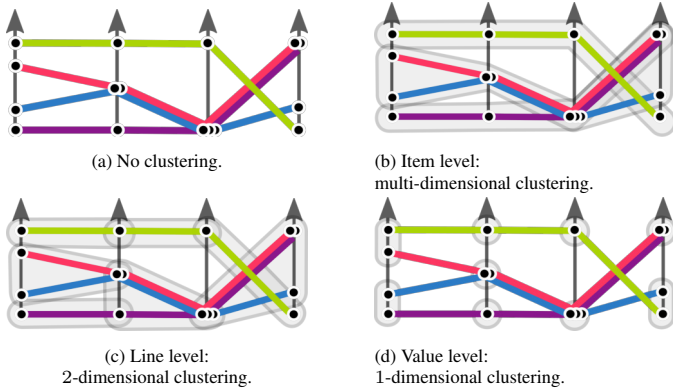 (a) No clustering.
(b) Item level:
multi-dimensional clustering.
(c) Line level:
2-dimensional clustering.
(d) Value level:
1-dimensional clustering.